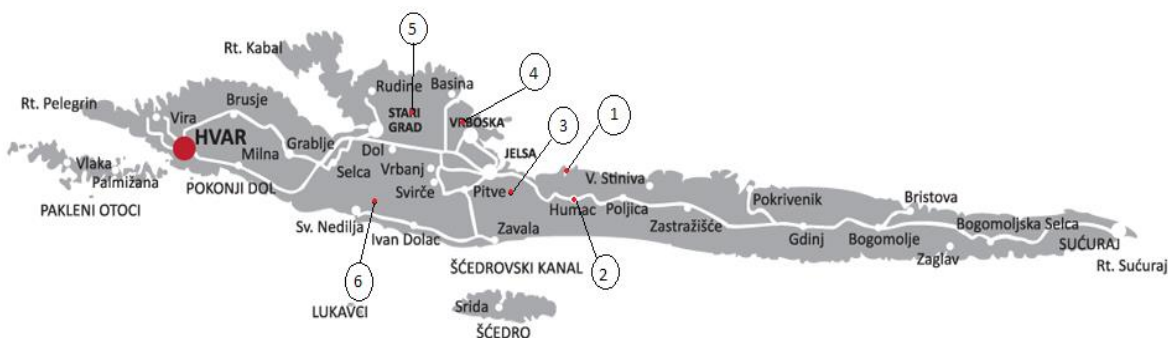 5
Rt. Kabal
4
Rudine
Basina
Rt. Pelegrin
Brusje
Vira
STARI
GRAD
VRBOSKA
3
1
HVAR
Grablje
Dol
JELSA
Milna
Vlaka
Palmižana
Selca
Vrbanj
V. Stiniva
POKONJI DOL
Svirče
Pitve
Pokrivenik
Bristova
PAKLENI OTOCI
Humac
Poljica
Sv. Nedilja
Ivan Dolac
Zavala
Zastražišće
Gdinj
Bogomolje
Bogomoljska Selca
SUĆURAJ
Zaglav
Rt. Sućuraj
ŠĆEDROVSKI KANAL
2
6
LUKAVCI
Srida
ŠĆEDRO